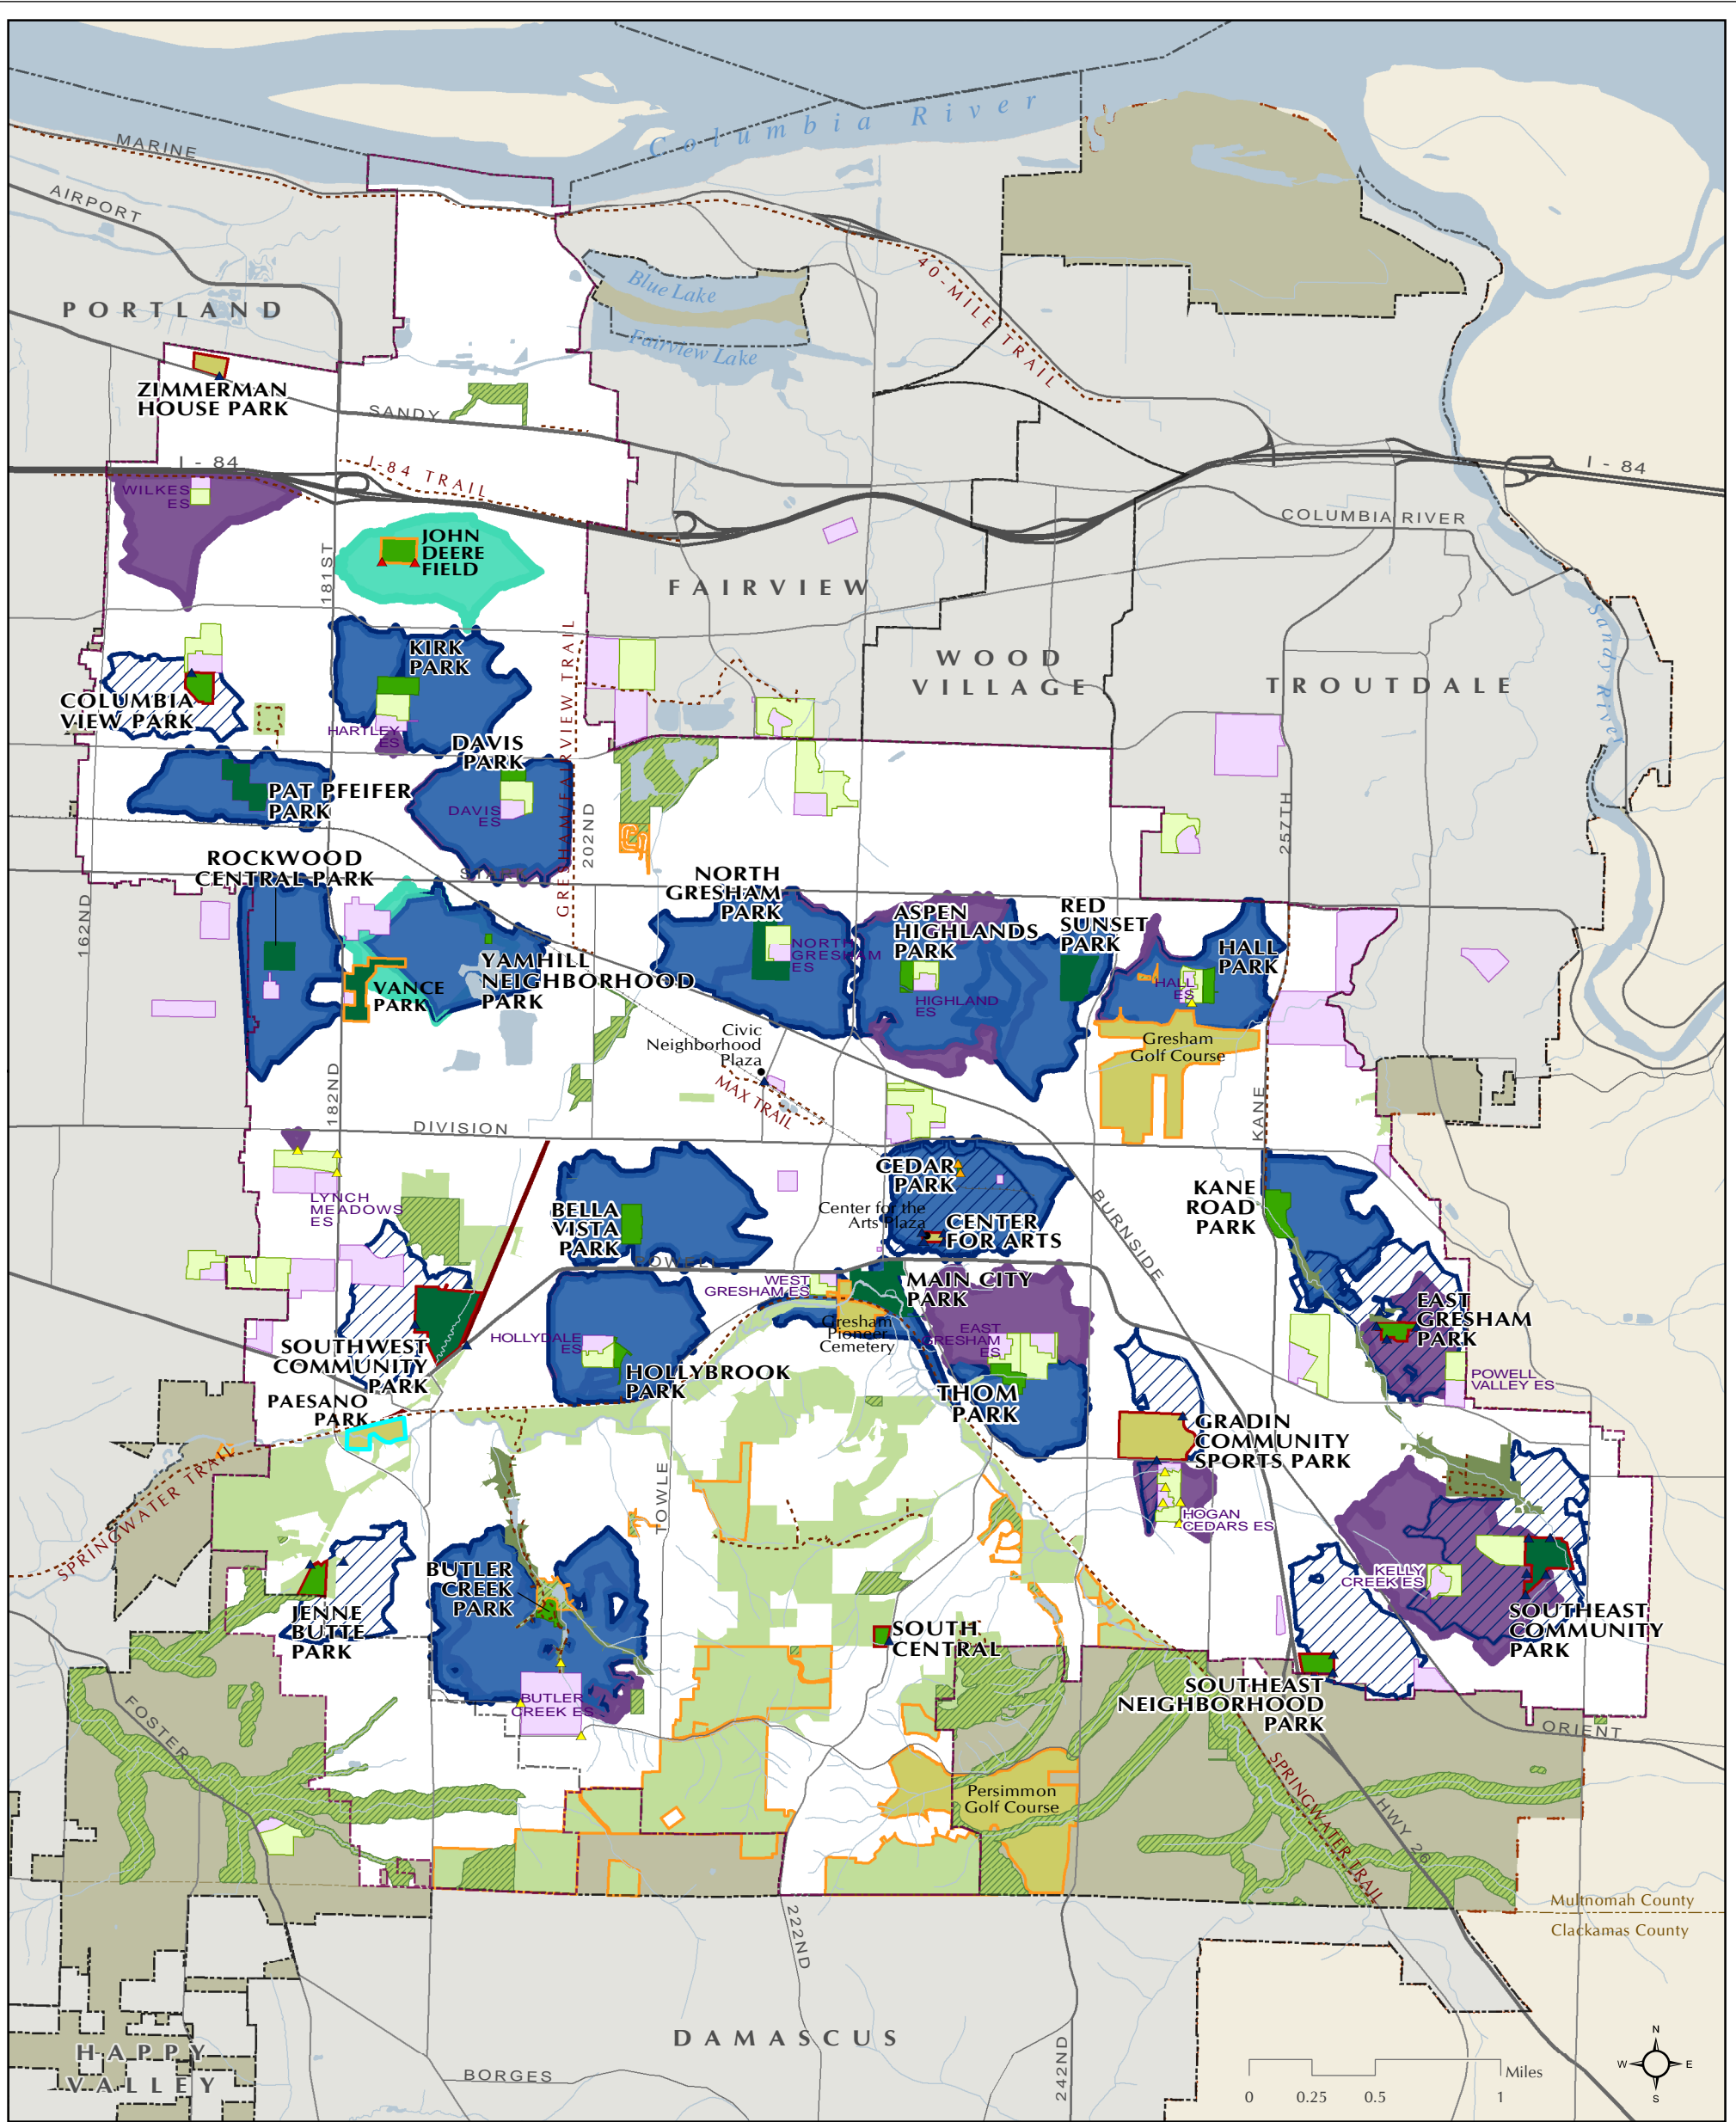 Columbia River
MARINE
AIRPORT
40-MILE TRAIL
Blue Lake
Fairview Lake
PORTLAND
ZIMMERMAN
HOUSE PARK
SANDY
I - 84
I-84 TRAIL
I - 84
WILKES
ES
COLUMBIA RIVER
JOHN
DEERE
FIELD
181ST
FAIRVIEW
Sandy River
KIRK
PARK
WOOD
VILLAGE
TROUTDALE
COLUMBIA
VIEW PARK
HARTLEY
ES
GRESHAM/FAIRVIEW TRAIL
DAVIS
PARK
PAT PFEIFER
PARK
DAVIS
ES
202ND
257TH
ROCKWOOD
CENTRAL PARK
STARK
162ND
NORTH
GRESHAM
PARK
ASPEN
HIGHLANDS
PARK
RED
SUNSET
PARK
HALL
PARK
NORTH
GRESHAM
ES
YAMHILL
NEIGHBORHOOD
PARK
VANCE
PARK
HIGHLAND
ES
HALL
ES
Civic
Neighborhood
Plaza
Gresham
Golf Course
MAX TRAIL
182ND
KANE
DIVISION
CEDAR
PARK
LYNCH
MEADOWS
ES
BELLA
VISTA
PARK
Center for the
Arts Plaza
CENTER
FOR ARTS
BURNSIDE
KANE
ROAD
PARK
POWELL
WEST
GRESHAM ES
MAIN CITY
PARK
EAST
GRESHAM
PARK
Gresham
Pioneer
Cemetery
EAST
GRESHAM
ES
HOLLYDALE
ES
SOUTHWEST
COMMUNITY
PARK
HOLLYBROOK
PARK
POWELL
VALLEY ES
PAESANO
PARK
THOM
PARK
GRADIN
COMMUNITY
SPORTS PARK
SPRINGWATER TRAIL
TOWLE
HOGAN
CEDARS ES
BUTLER
CREEK
PARK
KELLY
CREEK ES
JENNE
BUTTE
PARK
SOUTH
CENTRAL
SOUTHEAST
COMMUNITY
PARK
SOUTHEAST
NEIGHBORHOOD
PARK
BUTLER
CREEK ES
FOSTER
ORIENT
SPRINGWATER TRAIL
Persimmon
Golf Course
HWY 26
Multnomah County
Clackamas County
222ND
DAMASCUS
HAPPY
VALLEY
BORGES
242ND
Miles
0 0.25 0.5 1
N
W E
S